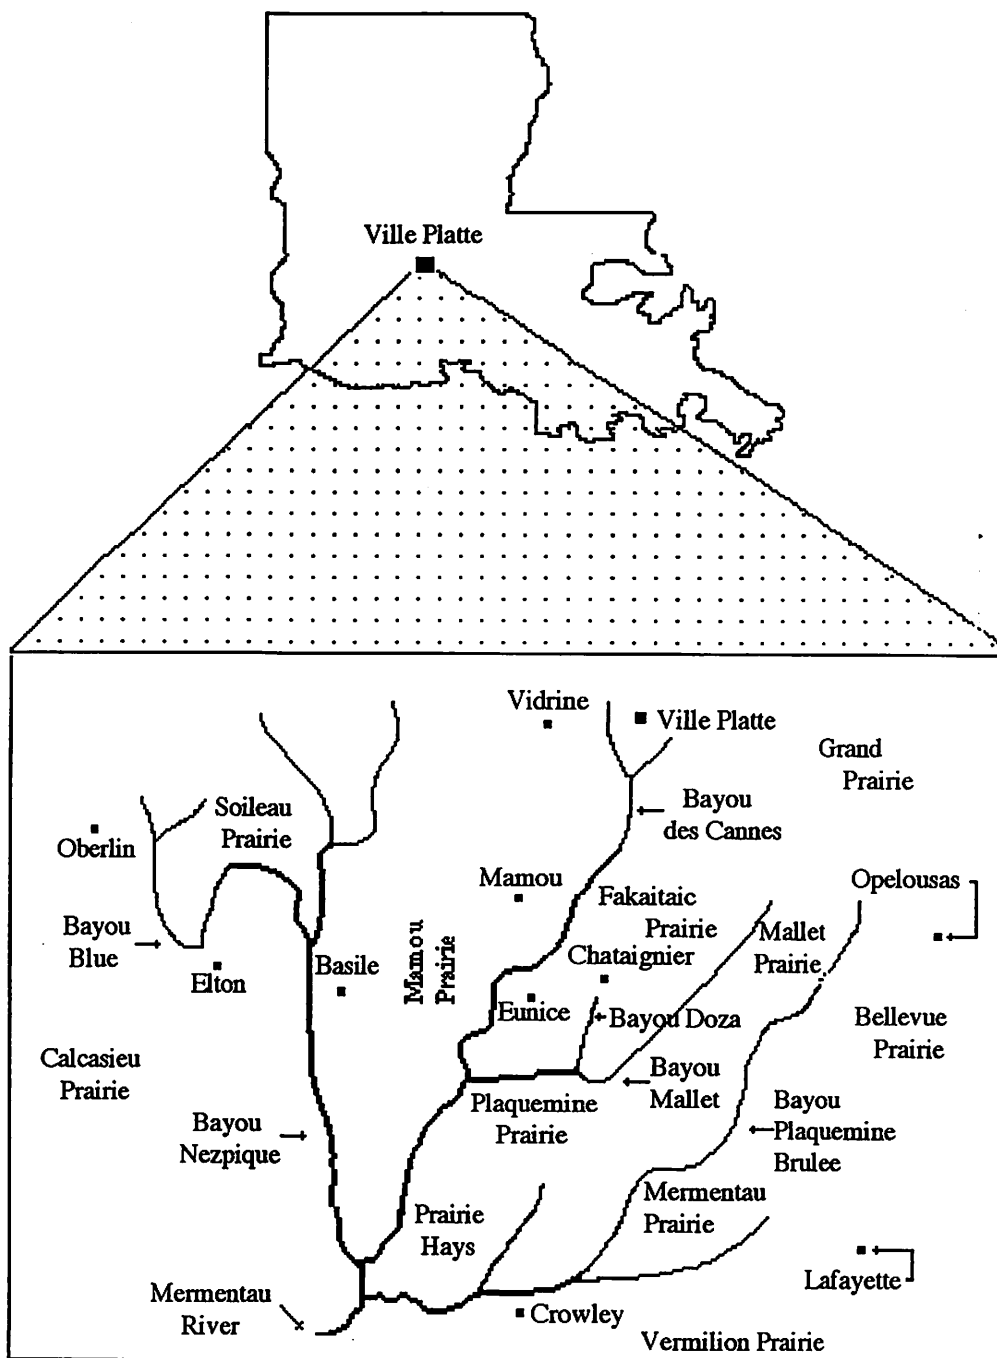 Ville Platte
Vidrine
Ville Platte
Grand
Prairie
Soileau
Prairie
Bayou
des Cannes
Oberlin
Mamou
Opelousas
Fakaitaic
Prairie
Mallet
Prairie
Bayou
Blue
Mamou
Prairie
Chataignier
Basile
Elton
Eunice
Bayou Doza
Bellevue
Prairie
Calcasieu
Prairie
Bayou
Mallet
Plaquemine
Prairie
Bayou
Plaquemine
Brulee
Bayou
Nezpique
Mermentau
Prairie
Prairie
Hays
Lafayette
Mermentau
River
Crowley
Vermilion Prairie